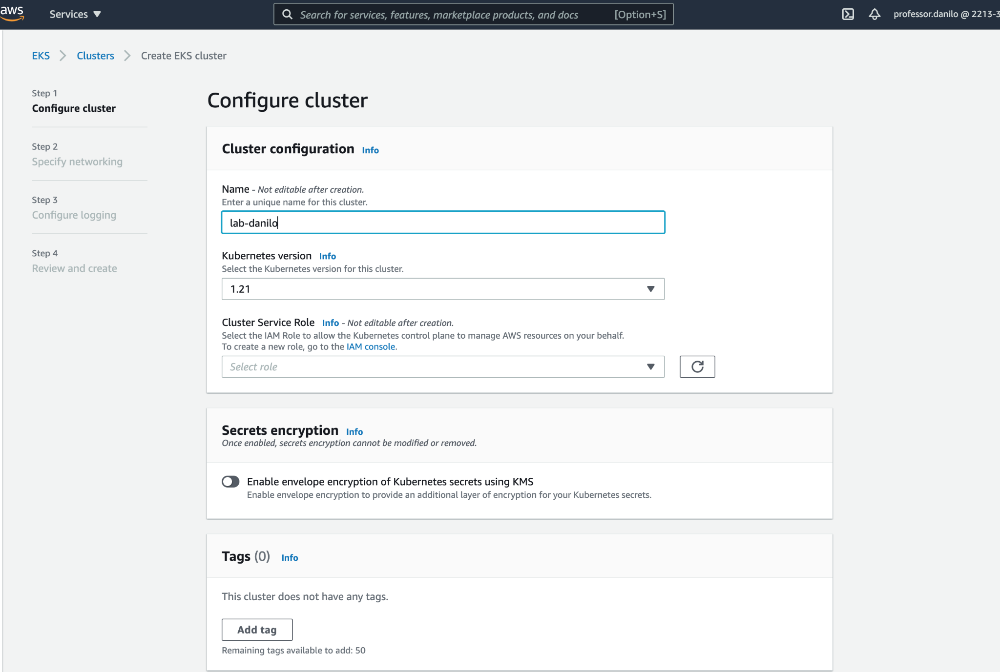 aws
Services
Search for services, features, marketplace products, and docs [Option+S]
professor.danilo @ 2213-3
EKS Clusters Create EKS cluster
Step 1
Configure cluster
Step 2
Specify networking
Step 3
Configure logging
Step 4
Review and create
Configure cluster
Cluster configuration Info
Name - Not editable after creation.
Enter a unique name for this cluster.
lab-danilo
Kubernetes version Info
Select the Kubernetes version for this cluster.
1.21
Cluster Service Role Info - Not editable after creation.
Select the IAM Role to allow the Kubernetes control plane to manage AWS resources on your behalf.
To create a new role, go to the IAM console.
Select role
Secrets encryption Info
Once enabled, secrets encryption cannot be modified or removed.
Enable envelope encryption of Kubernetes secrets using KMS
Enable envelope encryption to provide an additional layer of encryption for your Kubernetes secrets.
Tags (0) Info
This cluster does not have any tags.
Add tag
Remaining tags available to add: 50